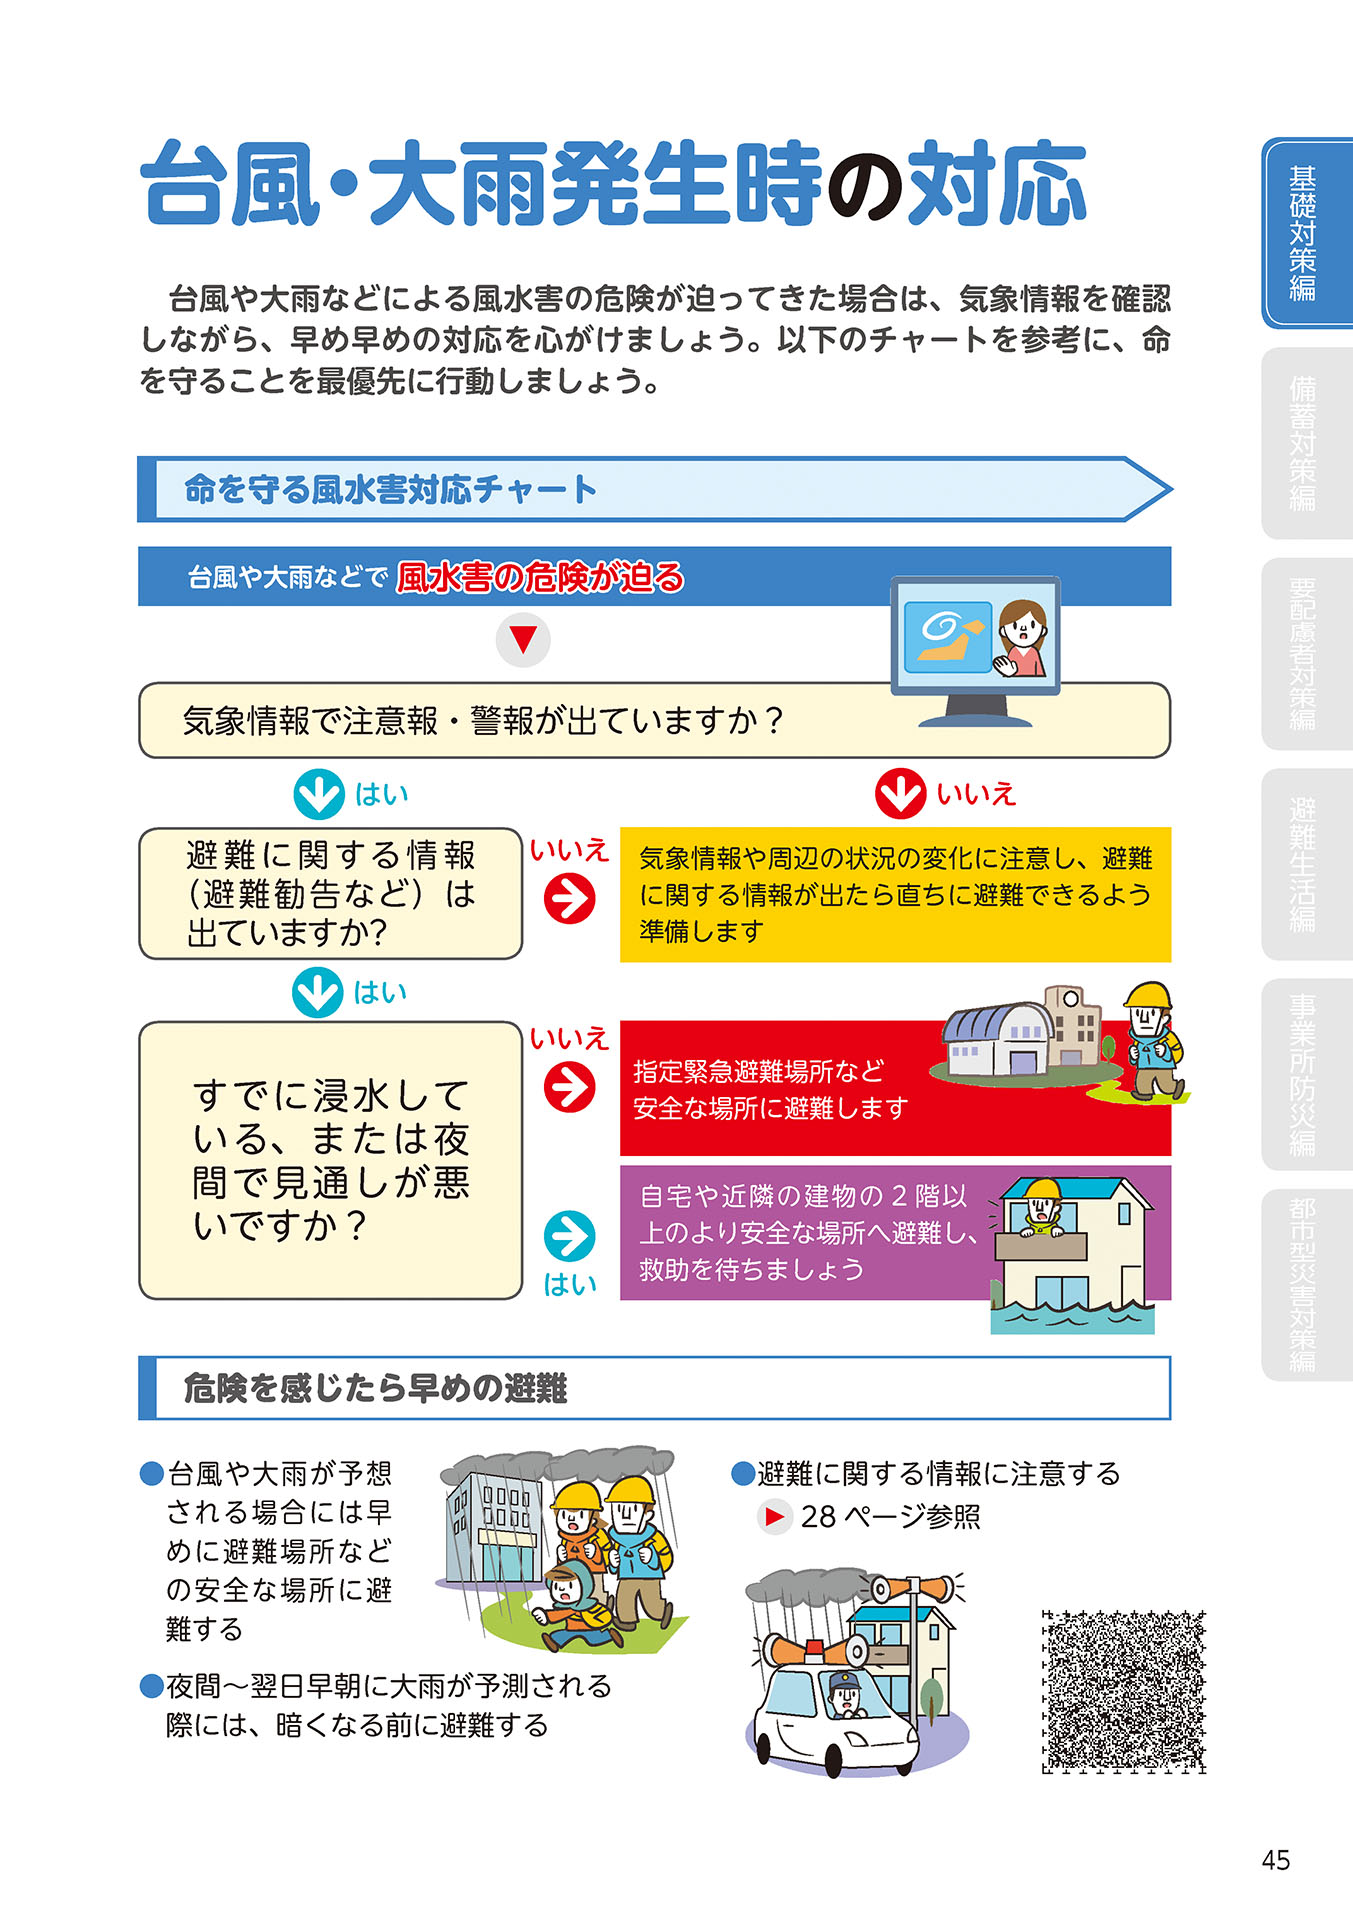 台風・大雨発生時の対応
台風や大雨などによる風水害の危険が迫ってきた場合は、気象情報を確認
しながら、早め早めの対応を心がけましょう。以下のチャートを参考に、命
を守ることを最優先に行動しましょう。
命を守る風水害対応チャート
台風や大雨などで 風水害の危険が迫る
気象情報で注意報・警報が出ていますか？
はい
いいえ
避難に関する情報
（避難勧告など）は
出ていますか?
いいえ
気象情報や周辺の状況の変化に注意し、避難
に関する情報が出たら直ちに避難できるよう
準備します
はい
すでに浸水して
いる、または夜
間で見通しが悪
いですか？
いいえ
指定緊急避難場所など
安全な場所に避難します
はい
自宅や近隣の建物の２階以
上のより安全な場所へ避難し、
救助を待ちましょう
危険を感じたら早めの避難
●台風や大雨が予想
される場合には早
めに避難場所など
の安全な場所に避
難する
●夜間～翌日早朝に大雨が予測される
際には、暗くなる前に避難する
●避難に関する情報に注意する
28 ページ参照
基礎対策編
備蓄対策編
要配慮者対策編
避難生活編
事業所防災編
都市型災害対策編
45